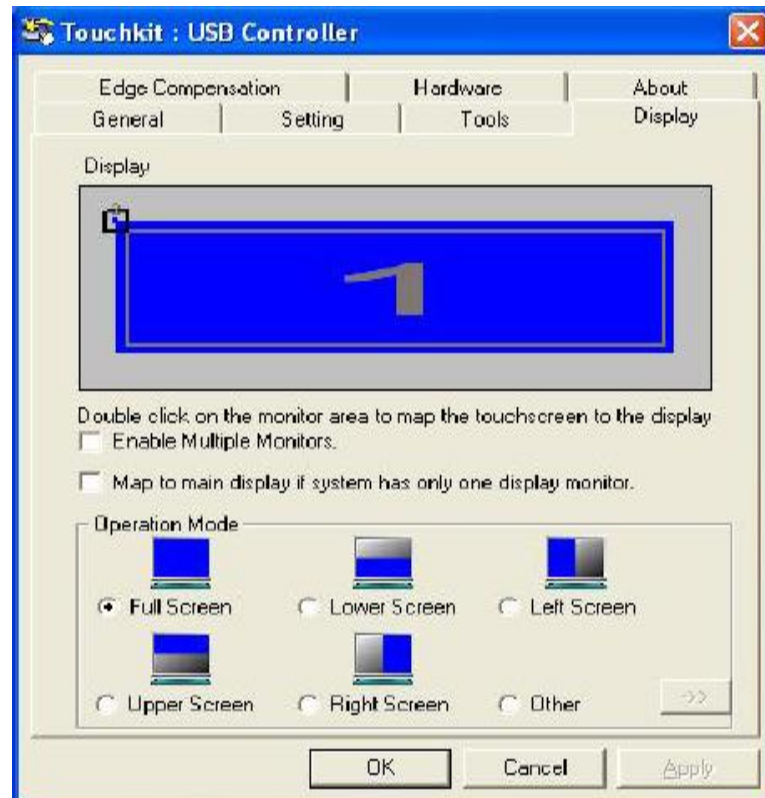 Touchkit : USB Controller
Edge Compensation Hardware About
General Setting Tools Display
Display
1
Double click on the monitor area to map the touchscreen to the display
Enable Multiple Monitors.
Map to main display if system has only one display monitor.
Operation Mode
Full Screen Lower Screen Left Screen
Upper Screen Right Screen Other ->>
OK Cancel Apply